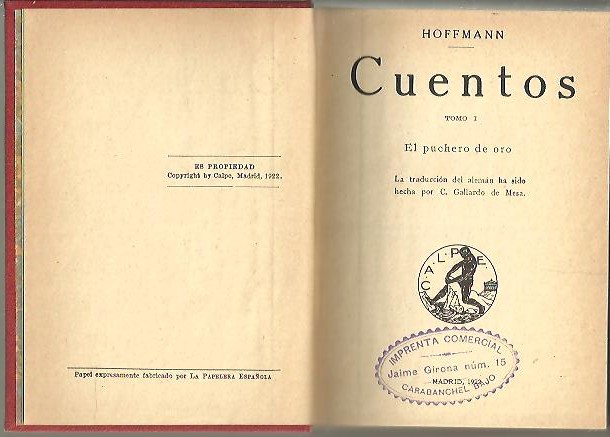 ES PROPIEDAD
Copyright by Calpe, Madrid, 1922.
Papel expresamente fabricado por LA PAPELERA ESPAÑOLA
HOFFMANN
Cuentos
TOMO I
El puchero de oro
La traducción del alemán ha sido
hecha por C. Gallardo de Mesa.
CALPE
IMPRENTA COMERCIAL
Jaime Girona núm. 15
MADRID, 1922
CARABANCHEL BAJO